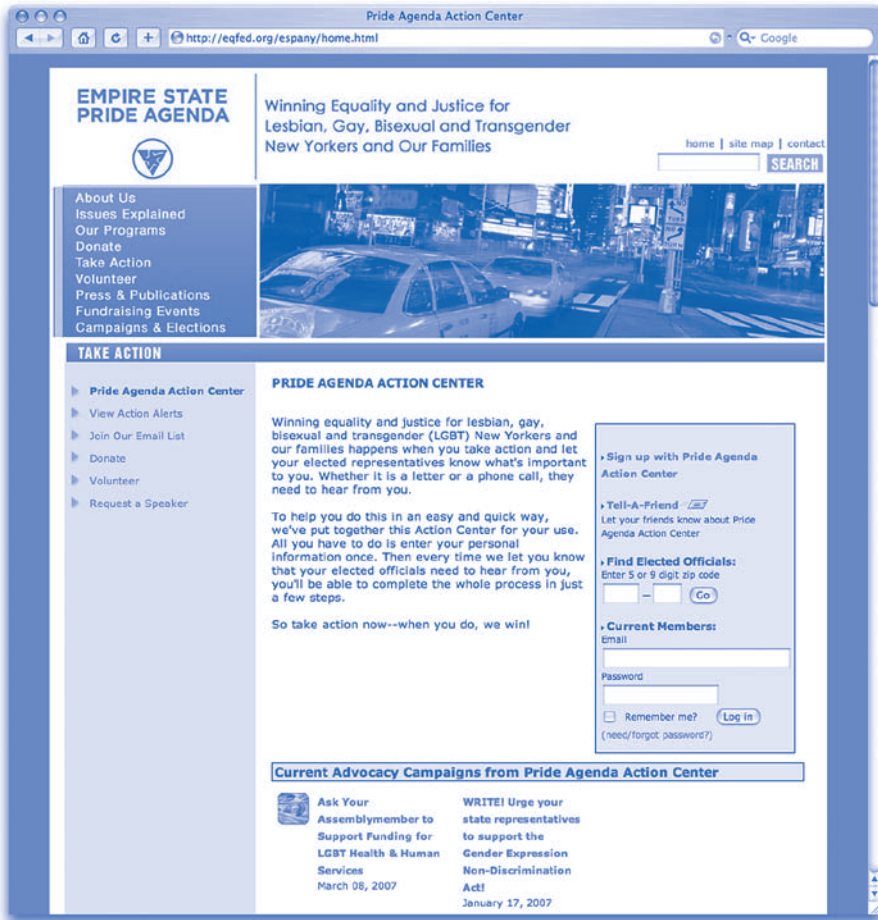 Pride Agenda Action Center
http://eqfed.org/espany/home.html
Google
EMPIRE STATE
PRIDE AGENDA
Winning Equality and Justice for
Lesbian, Gay, Bisexual and Transgender
New Yorkers and Our Families
home | site map | contact
SEARCH
About Us
Issues Explained
Our Programs
Donate
Take Action
Volunteer
Press & Publications
Fundraising Events
Campaigns & Elections
NO
TURN
TURN
TAKE ACTION
Pride Agenda Action Center
View Action Alerts
Join Our Email List
Donate
Volunteer
Request a Speaker
PRIDE AGENDA ACTION CENTER
Winning equality and justice for lesbian, gay,
bisexual and transgender (LGBT) New Yorkers and
our families happens when you take action and let
your elected representatives know what's important
to you. Whether it is a letter or a phone call, they
need to hear from you.
To help you do this in an easy and quick way,
we've put together this Action Center for your use.
All you have to do is enter your personal
information once. Then every time we let you know
that your elected officials need to hear from you,
you'll be able to complete the whole process in just
a few steps.
So take action now--when you do, we win!
Sign up with Pride Agenda
Action Center
Tell-A-Friend
Let your friends know about Pride
Agenda Action Center
Find Elected Officials:
Enter 5 or 9 digit zip code
– Go
Current Members:
Email
Password
Remember me? Log in
(need/forgot password?)
Current Advocacy Campaigns from Pride Agenda Action Center
Ask Your
Assemblymember to
Support Funding for
LGBT Health & Human
Services
March 08, 2007
WRITE! Urge your
state representatives
to support the
Gender Expression
Non-Discrimination
Act!
January 17, 2007